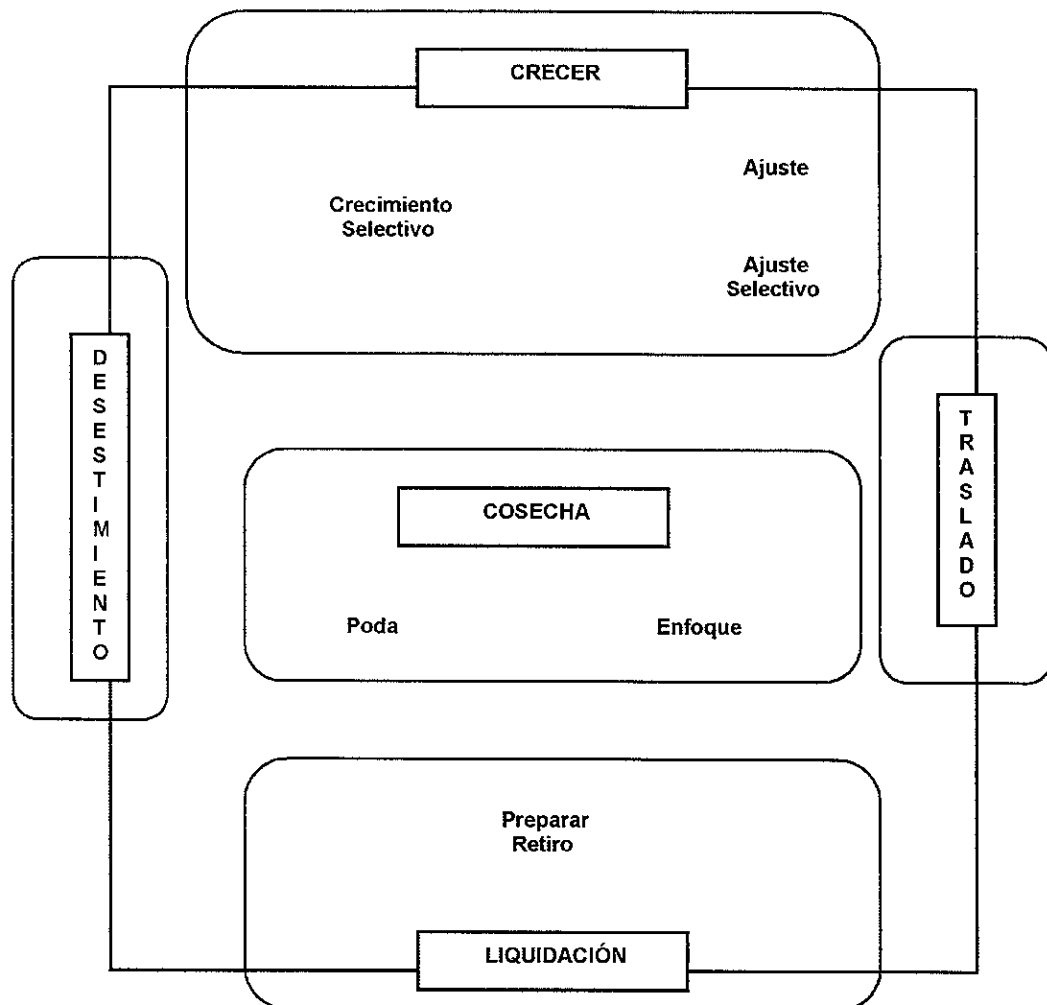 CRECER
Ajuste
Crecimiento
Selectivo
Ajuste
Selectivo
DESESTIMIENTO
TRASLADO
COSECHA
Poda
Enfoque
Preparar
Retiro
LIQUIDACIÓN